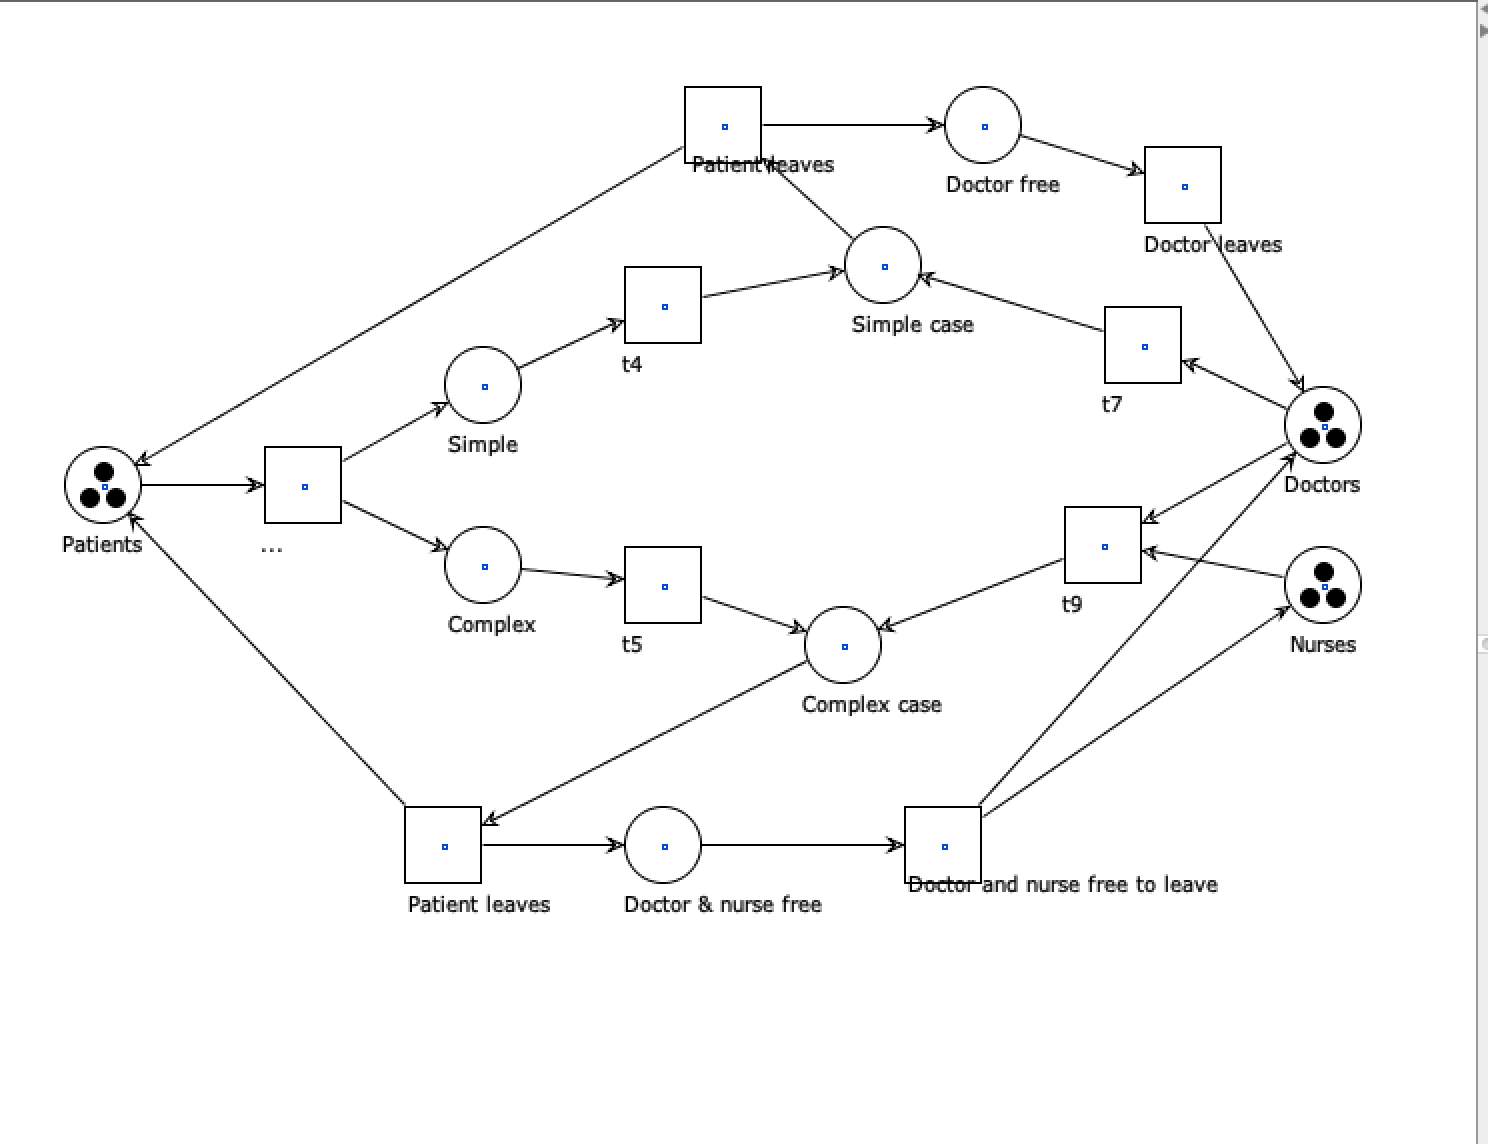 Patient leaves
Doctor free
Doctor leaves
Simple case
t4
t7
Simple
Doctors
Patients
...
t9
Complex
t5
Nurses
Complex case
Doctor and nurse free to leave
Patient leaves
Doctor & nurse free